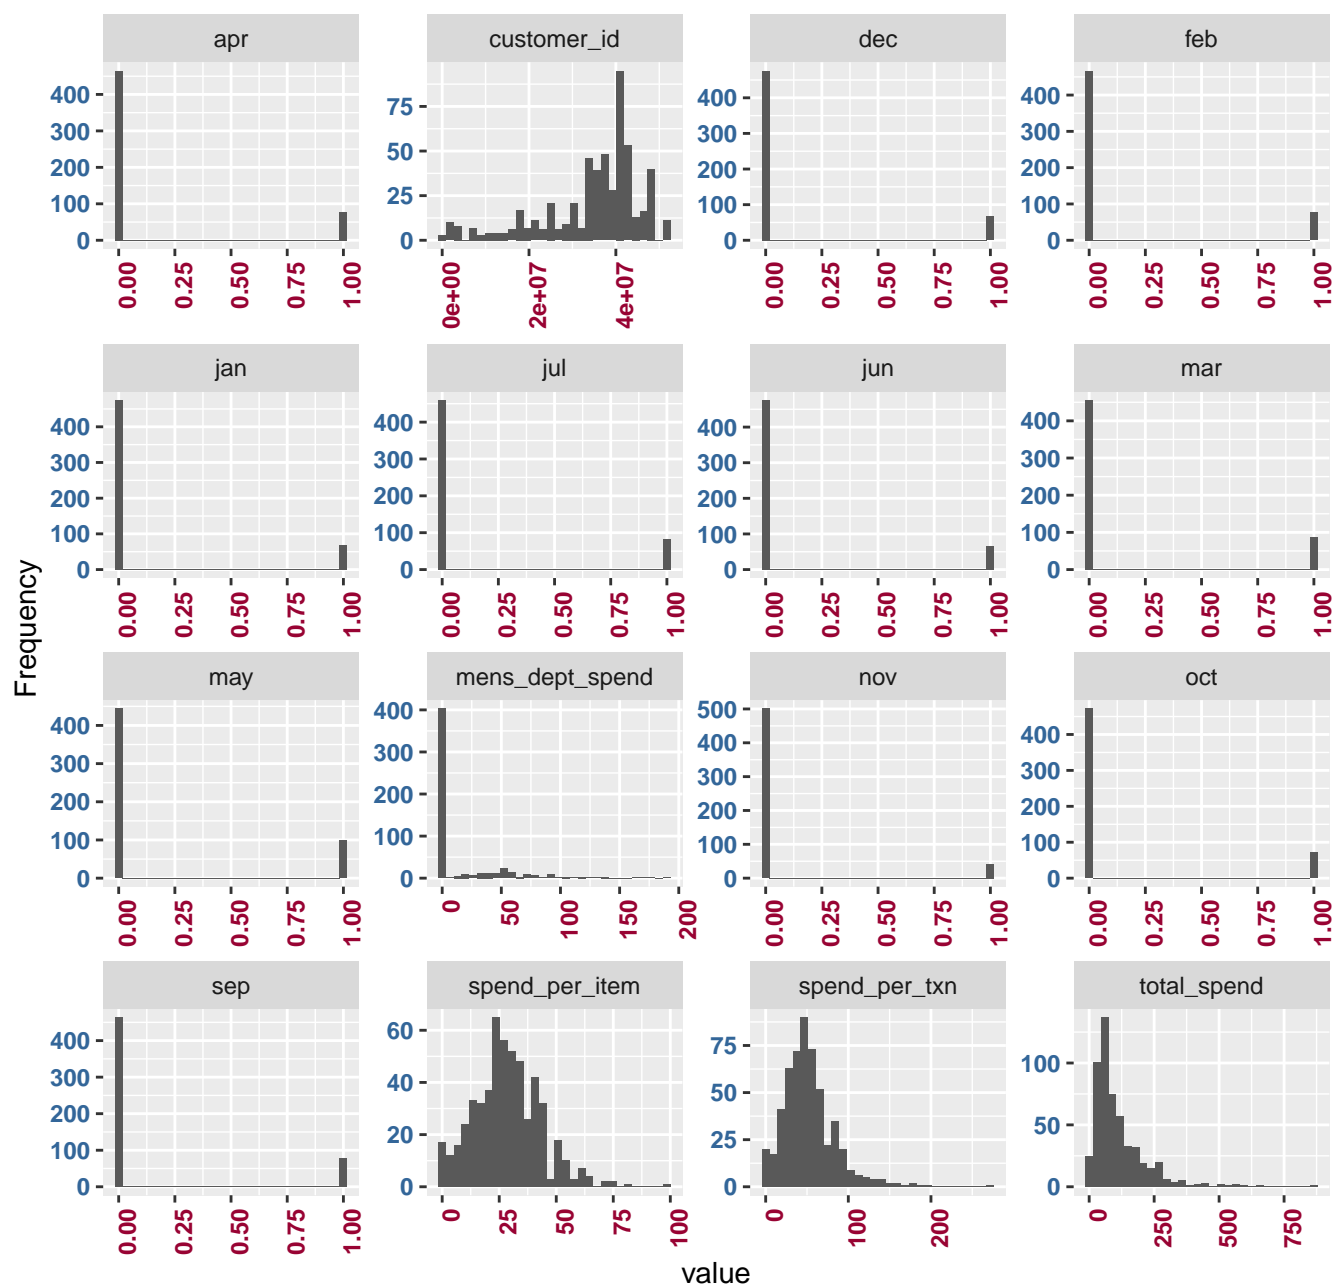 apr customer_id dec feb
400 75 400 400
300 50 300 300
200 25 200 200
100 0 100 100
0 0 0
0.00 0.25 0.50 0.75 1.00 0e+00 2e+07 4e+07 0.00 0.25 0.50 0.75 1.00 0.00 0.25 0.50 0.75 1.00
jan jul jun mar
400 400 400 400
300 300 300 300
200 200 200 200
100 100 100 100
0 0 0 0
0.00 0.25 0.50 0.75 1.00 0.00 0.25 0.50 0.75 1.00 0.00 0.25 0.50 0.75 1.00 0.00 0.25 0.50 0.75 1.00
Frequency
may mens_dept_spend nov oct
400 400 500 400
300 300 400 300
200 200 300 200
100 100 200 100
0 0 100 0
0
0.00 0.25 0.50 0.75 1.00 0 50 100 150 200 0.00 0.25 0.50 0.75 1.00 0.00 0.25 0.50 0.75 1.00
sep spend_per_item spend_per_txn total_spend
400 60 75 100
300 40 50 50
200 20 25 0
100 0 0
0
0.00 0.25 0.50 0.75 1.00 0 25 50 75 100 0 100 200 0 250 500 750
value